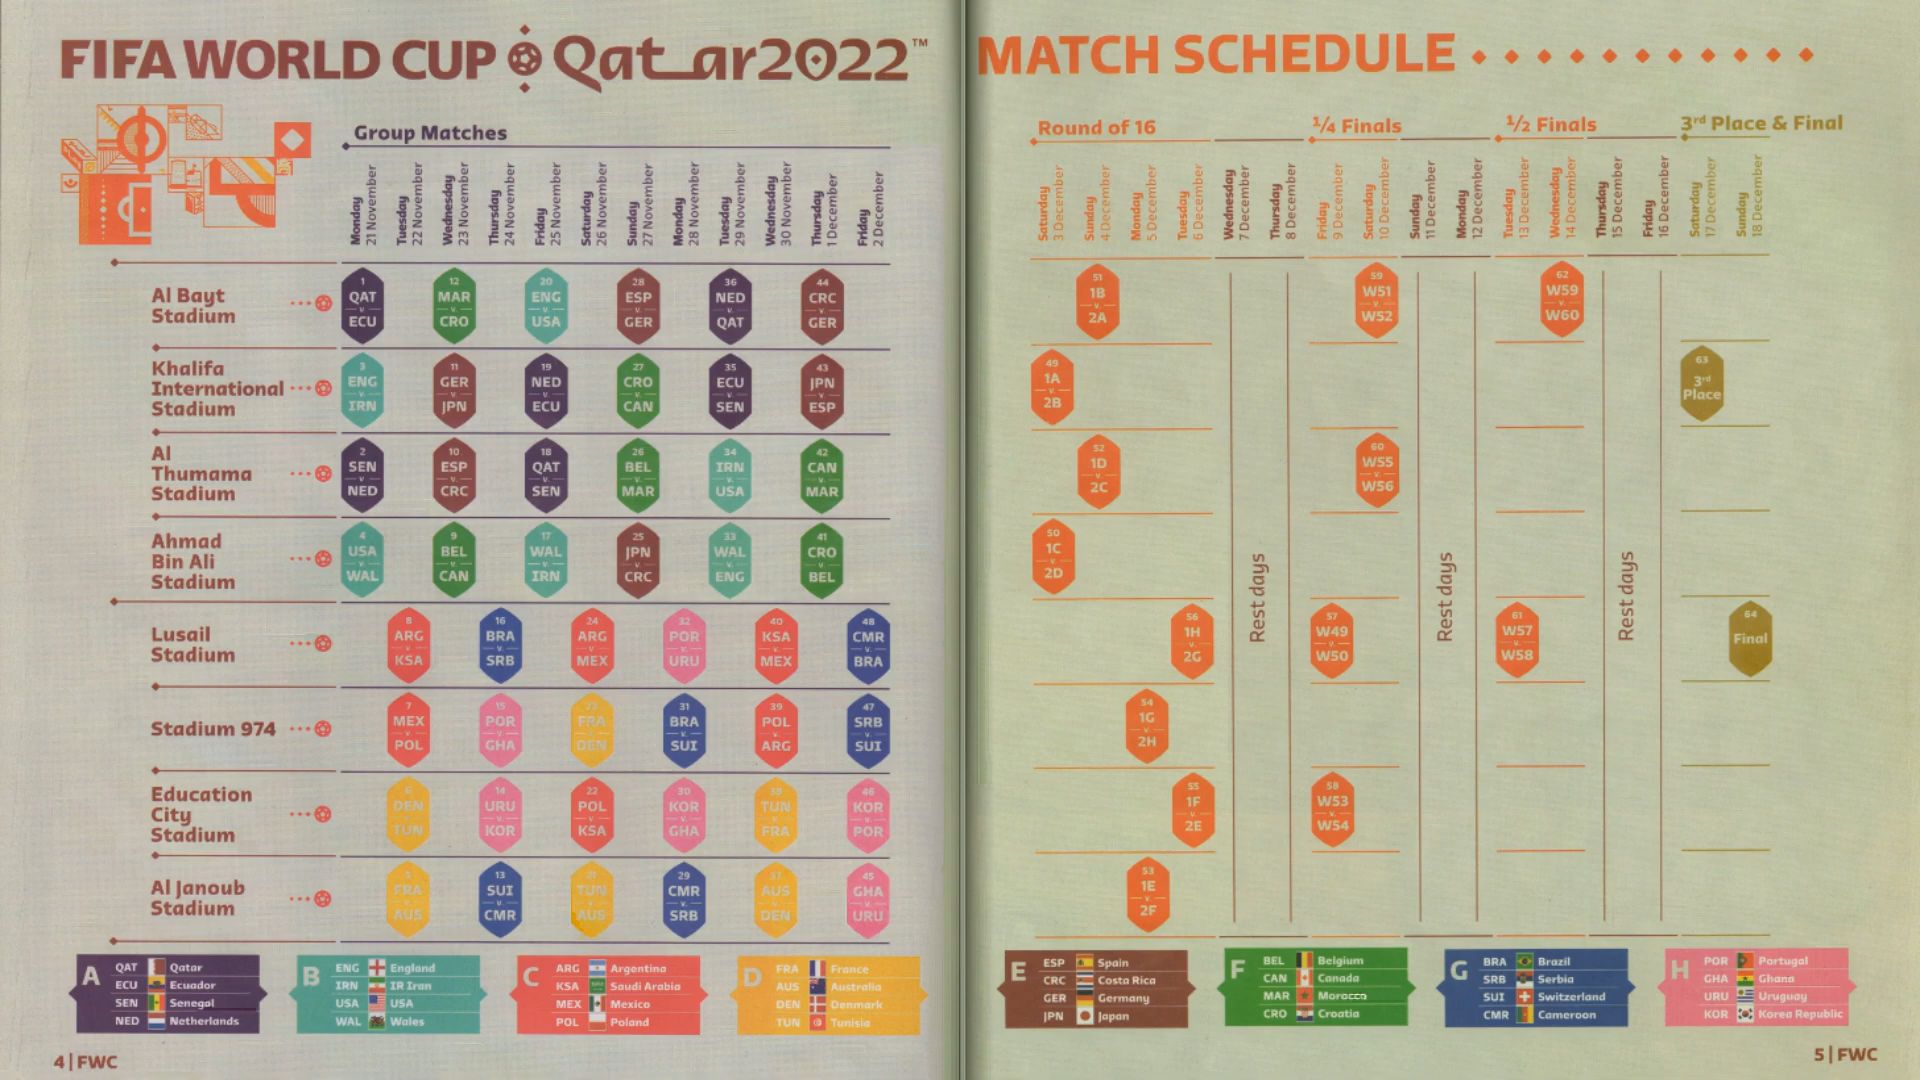 FIFA WORLD CUP Qatar2022™
MATCH SCHEDULE
Group Matches
Monday 21 November
Tuesday 22 November
Wednesday 23 November
Thursday 24 November
Friday 25 November
Saturday 26 November
Sunday 27 November
Monday 28 November
Tuesday 29 November
Wednesday 30 November
Thursday 1 December
Friday 2 December
Al Bayt
Stadium
1 QAT v. ECU
12 MAR v. CRO
20 ENG v. USA
28 ESP v. GER
36 NED v. QAT
44 CRC v. GER
Khalifa
International
Stadium
3 ENG v. IRN
11 GER v. JPN
19 NED v. ECU
27 CRO v. CAN
35 ECU v. SEN
43 JPN v. ESP
Al
Thumama
Stadium
2 SEN v. NED
10 ESP v. CRC
18 QAT v. SEN
26 BEL v. MAR
34 IRN v. USA
42 CAN v. MAR
Ahmad
Bin Ali
Stadium
4 USA v. WAL
9 BEL v. CAN
17 WAL v. IRN
25 JPN v. CRC
33 WAL v. ENG
41 CRO v. BEL
Lusail
Stadium
8 ARG v. KSA
16 BRA v. SRB
24 ARG v. MEX
32 POR v. URU
40 KSA v. MEX
48 CMR v. BRA
Stadium 974
7 MEX v. POL
15 POR v. GHA
23 FRA v. DEN
31 BRA v. SUI
39 POL v. ARG
47 SRB v. SUI
Education
City
Stadium
6 DEN v. TUN
14 URU v. KOR
22 POL v. KSA
30 KOR v. GHA
38 TUN v. FRA
46 KOR v. POR
Al Janoub
Stadium
5 FRA v. AUS
13 SUI v. CMR
21 TUN v. AUS
29 CMR v. SRB
37 AUS v. DEN
45 GHA v. URU
A
QAT Qatar
ECU Ecuador
SEN Senegal
NED Netherlands
B
ENG England
IRN IR Iran
USA USA
WAL Wales
C
ARG Argentina
KSA Saudi Arabia
MEX Mexico
POL Poland
D
FRA France
AUS Australia
DEN Denmark
TUN Tunisia
4 | FWC
Round of 16
¼ Finals
½ Finals
3rd Place & Final
Saturday 3 December
Sunday 4 December
Monday 5 December
Tuesday 6 December
Wednesday 7 December
Thursday 8 December
Friday 9 December
Saturday 10 December
Sunday 11 December
Monday 12 December
Tuesday 13 December
Wednesday 14 December
Thursday 15 December
Friday 16 December
Saturday 17 December
Sunday 18 December
51 1B v. 2A
59 W51 v. W52
62 W59 v. W60
49 1A v. 2B
63 3rd Place
52 1D v. 2C
60 W55 v. W56
50 1C v. 2D
Rest days
Rest days
Rest days
56 1H v. 2G
57 W49 v. W50
61 W57 v. W58
64 Final
54 1G v. 2H
55 1F v. 2E
58 W53 v. W54
53 1E v. 2F
E
ESP Spain
CRC Costa Rica
GER Germany
JPN Japan
F
BEL Belgium
CAN Canada
MAR Morocco
CRO Croatia
G
BRA Brazil
SRB Serbia
SUI Switzerland
CMR Cameroon
H
POR Portugal
GHA Ghana
URU Uruguay
KOR Korea Republic
5 | FWC